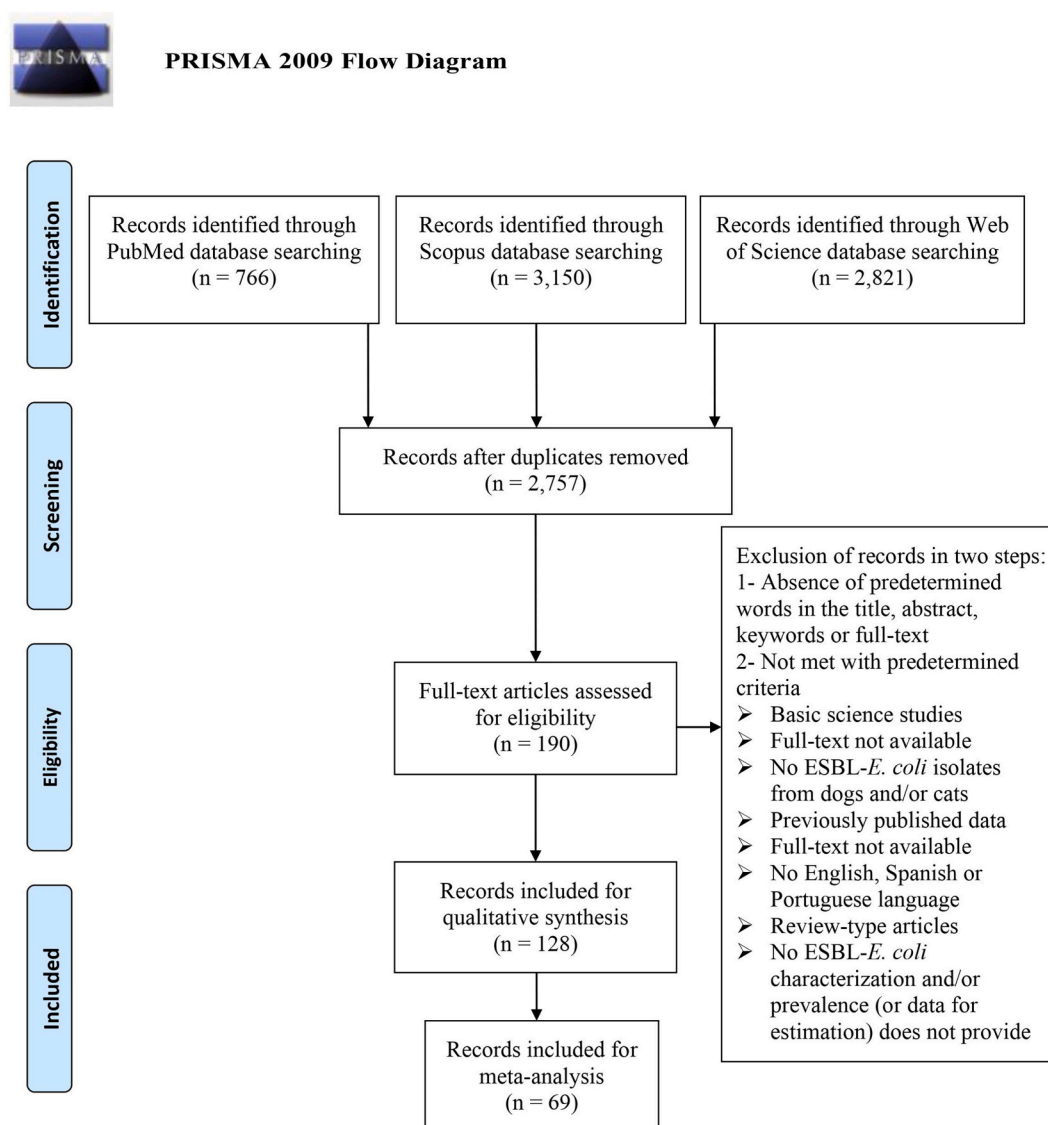 PRISMA
PRISMA 2009 Flow Diagram
Identification
Records identified through
PubMed database searching
(n = 766)
Records identified through
Scopus database searching
(n = 3,150)
Records identified through Web
of Science database searching
(n = 2,821)
Screening
Records after duplicates removed
(n = 2,757)
Eligibility
Full-text articles assessed
for eligibility
(n = 190)
Exclusion of records in two steps:
1- Absence of predetermined
words in the title, abstract,
keywords or full-text
2- Not met with predetermined
criteria
➢ Basic science studies
➢ Full-text not available
➢ No ESBL-E. coli isolates
from dogs and/or cats
➢ Previously published data
➢ Full-text not available
➢ No English, Spanish or
Portuguese language
➢ Review-type articles
➢ No ESBL-E. coli
characterization and/or
prevalence (or data for
estimation) does not provide
Included
Records included for
qualitative synthesis
(n = 128)
Records included for
meta-analysis
(n = 69)